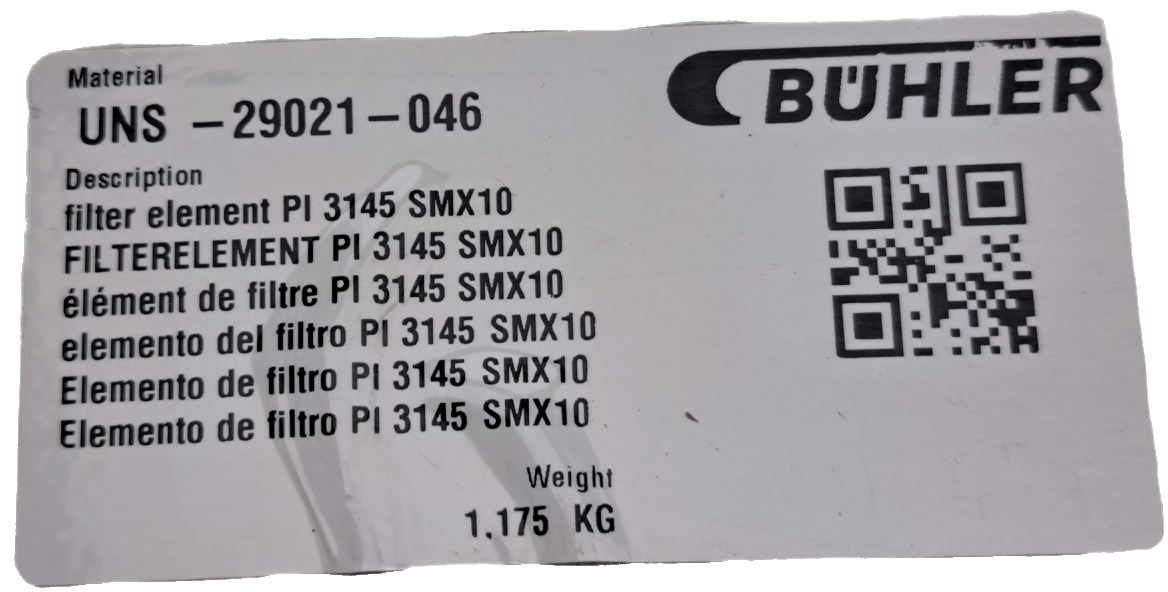 Material
UNS -29021-046
BÜHLER
Description
filter element PI 3145 SMX10
FILTERELEMENT PI 3145 SMX10
élément de filtre PI 3145 SMX10
elemento del filtro PI 3145 SMX10
Elemento de filtro PI 3145 SMX10
Elemento de filtro PI 3145 SMX10
Weight
1,175 KG